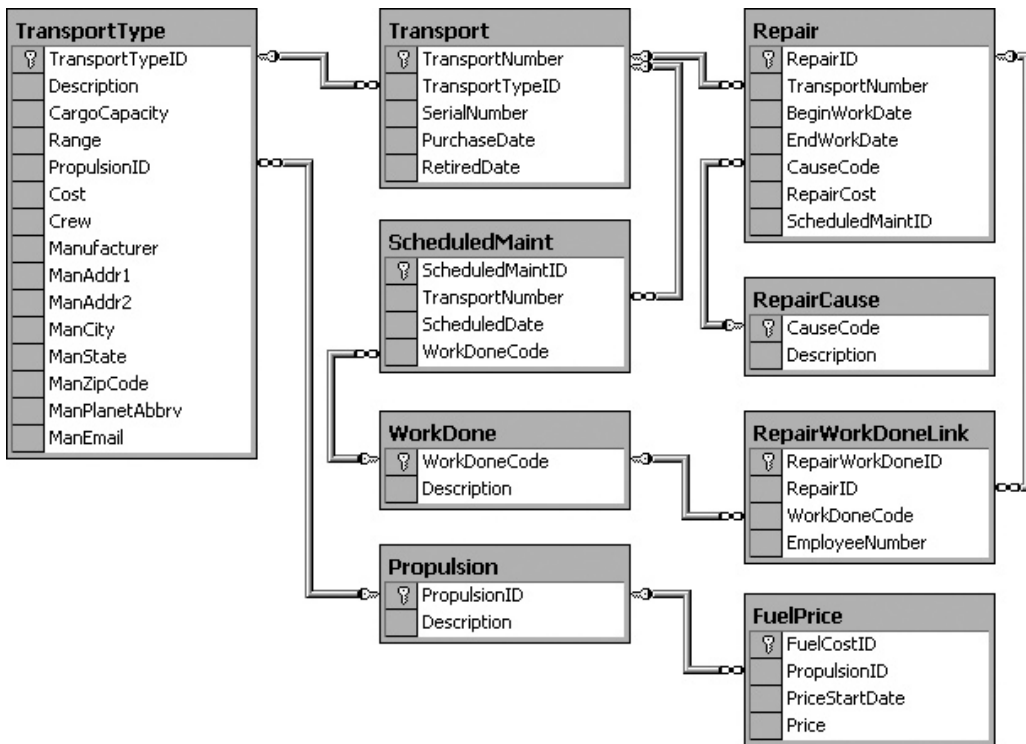 TransportType
TransportTypeID
Description
CargoCapacity
Range
PropulsionID
Cost
Crew
Manufacturer
ManAddr1
ManAddr2
ManCity
ManState
ManZipCode
ManPlanetAbbrv
ManEmail
Transport
TransportNumber
TransportTypeID
SerialNumber
PurchaseDate
RetiredDate
ScheduledMaint
ScheduledMaintID
TransportNumber
ScheduledDate
WorkDoneCode
WorkDone
WorkDoneCode
Description
Propulsion
PropulsionID
Description
Repair
RepairID
TransportNumber
BeginWorkDate
EndWorkDate
CauseCode
RepairCost
ScheduledMaintID
RepairCause
CauseCode
Description
RepairWorkDoneLink
RepairWorkDoneID
RepairID
WorkDoneCode
EmployeeNumber
FuelPrice
FuelCostID
PropulsionID
PriceStartDate
Price